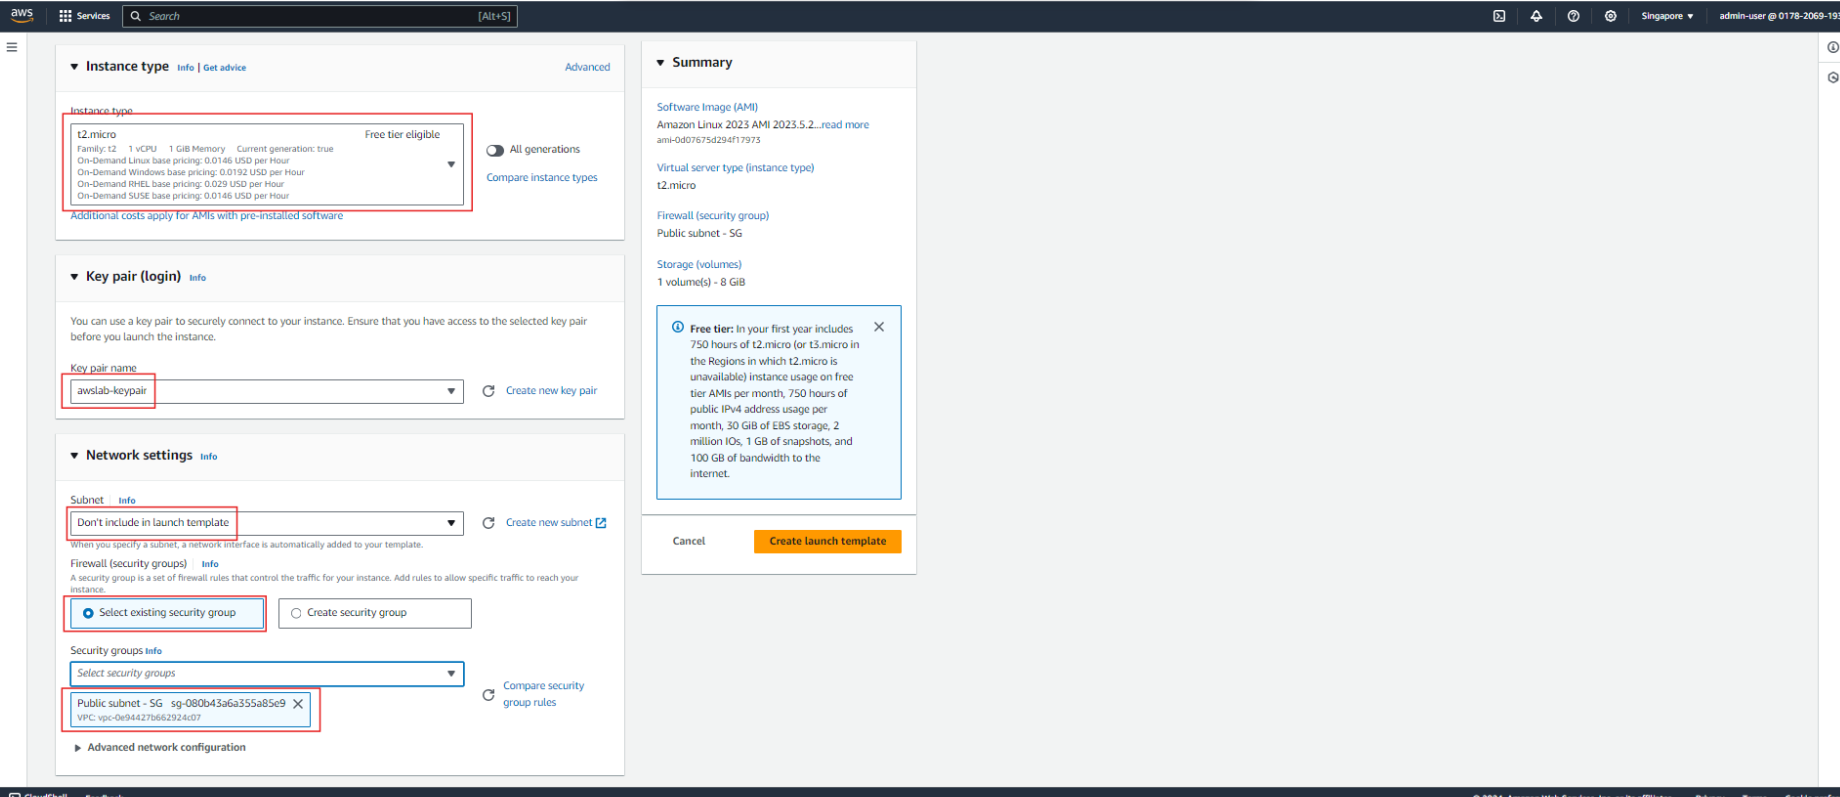 aws
Services
Search
[Alt+S]
Singapore ▼
admin-user @ 0178-2069-193
Instance type Info | Get advice
Advanced
Instance type
t2.micro
Free tier eligible
Family: t2 1 vCPU 1 GiB Memory Current generation: true
On-Demand Linux base pricing: 0.0146 USD per Hour
On-Demand Windows base pricing: 0.0192 USD per Hour
On-Demand RHEL base pricing: 0.029 USD per Hour
On-Demand SUSE base pricing: 0.0146 USD per Hour
All generations
Compare instance types
Additional costs apply for AMIs with pre-installed software
Key pair (login) Info
You can use a key pair to securely connect to your instance. Ensure that you have access to the selected key pair
before you launch the instance.
Key pair name
awslab-keypair
Create new key pair
Network settings Info
Subnet Info
Don't include in launch template
Create new subnet
When you specify a subnet, a network interface is automatically added to your template.
Firewall (security groups) Info
A security group is a set of firewall rules that control the traffic for your instance. Add rules to allow specific traffic to reach your
instance.
Select existing security group
Create security group
Security groups Info
Select security groups
Public subnet - SG sg-080b43a6a355a85e9
VPC: vpc-0e94427b662924c07
Compare security
group rules
Advanced network configuration
Summary
Software Image (AMI)
Amazon Linux 2023 AMI 2023.5.2...read more
ami-0d07675d294f17973
Virtual server type (instance type)
t2.micro
Firewall (security group)
Public subnet - SG
Storage (volumes)
1 volume(s) - 8 GiB
Free tier: In your first year includes
750 hours of t2.micro (or t3.micro in
the Regions in which t2.micro is
unavailable) instance usage on free
tier AMIs per month, 750 hours of
public IPv4 address usage per
month, 30 GiB of EBS storage, 2
million IOs, 1 GB of snapshots, and
100 GB of bandwidth to the
internet.
Cancel
Create launch template
CloudShell